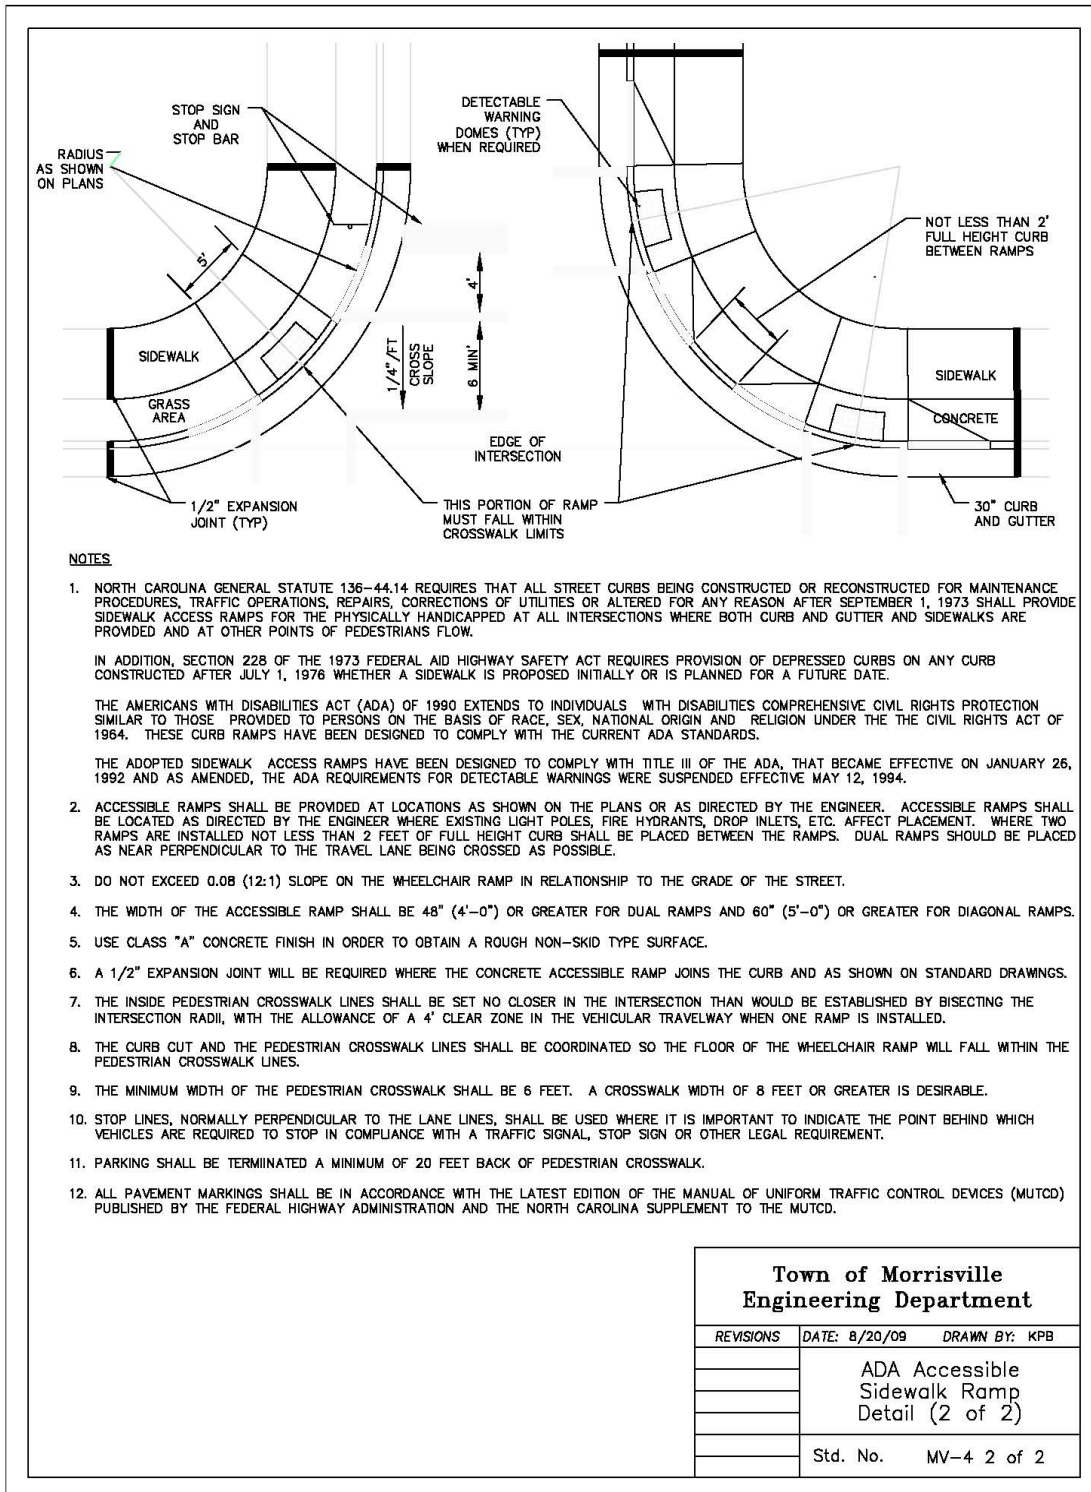 STOP SIGN
AND
STOP BAR
RADIUS
AS SHOWN
ON PLANS
DETECTABLE
WARNING
DOMES (TYP)
WHEN REQUIRED
NOT LESS THAN 2'
FULL HEIGHT CURB
BETWEEN RAMPS
5'
4'
6 MIN'
1/4"/FT
CROSS
SLOPE
SIDEWALK
GRASS
AREA
SIDEWALK
CONCRETE
EDGE OF
INTERSECTION
1/2" EXPANSION
JOINT (TYP)
THIS PORTION OF RAMP
MUST FALL WITHIN
CROSSWALK LIMITS
30" CURB
AND GUTTER
NOTES
1. NORTH CAROLINA GENERAL STATUTE 136-44.14 REQUIRES THAT ALL STREET CURBS BEING CONSTRUCTED OR RECONSTRUCTED FOR MAINTENANCE
PROCEDURES, TRAFFIC OPERATIONS, REPAIRS, CORRECTIONS OF UTILITIES OR ALTERED FOR ANY REASON AFTER SEPTEMBER 1, 1973 SHALL PROVIDE
SIDEWALK ACCESS RAMPS FOR THE PHYSICALLY HANDICAPPED AT ALL INTERSECTIONS WHERE BOTH CURB AND GUTTER AND SIDEWALKS ARE
PROVIDED AND AT OTHER POINTS OF PEDESTRIANS FLOW.
IN ADDITION, SECTION 228 OF THE 1973 FEDERAL AID HIGHWAY SAFETY ACT REQUIRES PROVISION OF DEPRESSED CURBS ON ANY CURB
CONSTRUCTED AFTER JULY 1, 1976 WHETHER A SIDEWALK IS PROPOSED INITIALLY OR IS PLANNED FOR A FUTURE DATE.
THE AMERICANS WITH DISABILITIES ACT (ADA) OF 1990 EXTENDS TO INDIVIDUALS WITH DISABILITIES COMPREHENSIVE CIVIL RIGHTS PROTECTION
SIMILAR TO THOSE PROVIDED TO PERSONS ON THE BASIS OF RACE, SEX, NATIONAL ORIGIN AND RELIGION UNDER THE THE CIVIL RIGHTS ACT OF
1964. THESE CURB RAMPS HAVE BEEN DESIGNED TO COMPLY WITH THE CURRENT ADA STANDARDS.
THE ADOPTED SIDEWALK ACCESS RAMPS HAVE BEEN DESIGNED TO COMPLY WITH TITLE III OF THE ADA, THAT BECAME EFFECTIVE ON JANUARY 26,
1992 AND AS AMENDED, THE ADA REQUIREMENTS FOR DETECTABLE WARNINGS WERE SUSPENDED EFFECTIVE MAY 12, 1994.
2. ACCESSIBLE RAMPS SHALL BE PROVIDED AT LOCATIONS AS SHOWN ON THE PLANS OR AS DIRECTED BY THE ENGINEER. ACCESSIBLE RAMPS SHALL
BE LOCATED AS DIRECTED BY THE ENGINEER WHERE EXISTING LIGHT POLES, FIRE HYDRANTS, DROP INLETS, ETC. AFFECT PLACEMENT. WHERE TWO
RAMPS ARE INSTALLED NOT LESS THAN 2 FEET OF FULL HEIGHT CURB SHALL BE PLACED BETWEEN THE RAMPS. DUAL RAMPS SHOULD BE PLACED
AS NEAR PERPENDICULAR TO THE TRAVEL LANE BEING CROSSED AS POSSIBLE.
3. DO NOT EXCEED 0.08 (12:1) SLOPE ON THE WHEELCHAIR RAMP IN RELATIONSHIP TO THE GRADE OF THE STREET.
4. THE WIDTH OF THE ACCESSIBLE RAMP SHALL BE 48" (4'-0") OR GREATER FOR DUAL RAMPS AND 60" (5'-0") OR GREATER FOR DIAGONAL RAMPS.
5. USE CLASS "A" CONCRETE FINISH IN ORDER TO OBTAIN A ROUGH NON-SKID TYPE SURFACE.
6. A 1/2" EXPANSION JOINT WILL BE REQUIRED WHERE THE CONCRETE ACCESSIBLE RAMP JOINS THE CURB AND AS SHOWN ON STANDARD DRAWINGS.
7. THE INSIDE PEDESTRIAN CROSSWALK LINES SHALL BE SET NO CLOSER IN THE INTERSECTION THAN WOULD BE ESTABLISHED BY BISECTING THE
INTERSECTION RADII, WITH THE ALLOWANCE OF A 4' CLEAR ZONE IN THE VEHICULAR TRAVELWAY WHEN ONE RAMP IS INSTALLED.
8. THE CURB CUT AND THE PEDESTRIAN CROSSWALK LINES SHALL BE COORDINATED SO THE FLOOR OF THE WHEELCHAIR RAMP WILL FALL WITHIN THE
PEDESTRIAN CROSSWALK LINES.
9. THE MINIMUM WIDTH OF THE PEDESTRIAN CROSSWALK SHALL BE 6 FEET. A CROSSWALK WIDTH OF 8 FEET OR GREATER IS DESIRABLE.
10. STOP LINES, NORMALLY PERPENDICULAR TO THE LANE LINES, SHALL BE USED WHERE IT IS IMPORTANT TO INDICATE THE POINT BEHIND WHICH
VEHICLES ARE REQUIRED TO STOP IN COMPLIANCE WITH A TRAFFIC SIGNAL, STOP SIGN OR OTHER LEGAL REQUIREMENT.
11. PARKING SHALL BE TERMIINATED A MINIMUM OF 20 FEET BACK OF PEDESTRIAN CROSSWALK.
12. ALL PAVEMENT MARKINGS SHALL BE IN ACCORDANCE WITH THE LATEST EDITION OF THE MANUAL OF UNIFORM TRAFFIC CONTROL DEVICES (MUTCD)
PUBLISHED BY THE FEDERAL HIGHWAY ADMINISTRATION AND THE NORTH CAROLINA SUPPLEMENT TO THE MUTCD.
Town of Morrisville
Engineering Department
REVISIONS DATE: 8/20/09 DRAWN BY: KPB
ADA Accessible
Sidewalk Ramp
Detail (2 of 2)
Std. No. MV-4 2 of 2